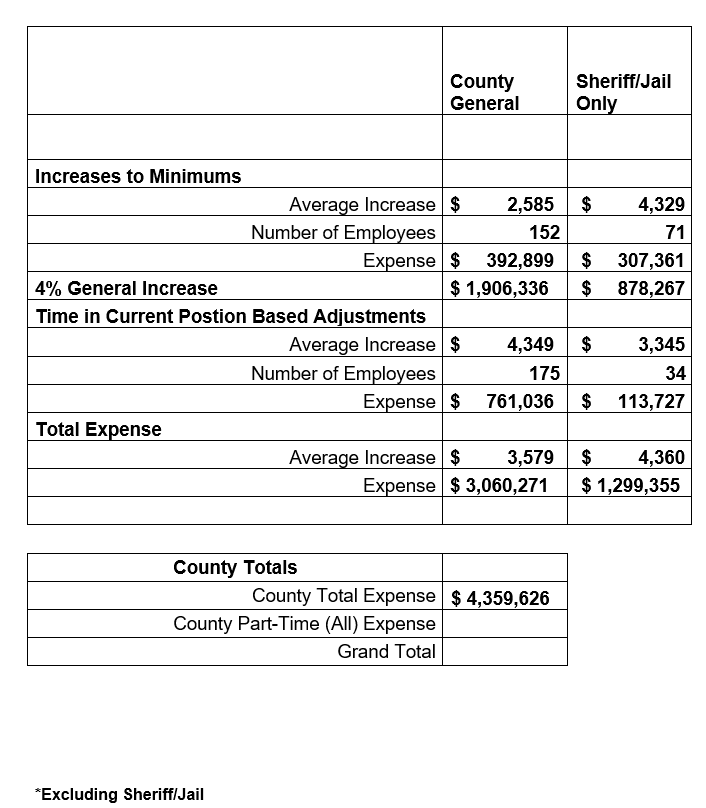 County General Sheriff/Jail Only
Increases to Minimums
Average Increase $ 2,585 $ 4,329
Number of Employees 152 71
Expense $ 392,899 $ 307,361
4% General Increase $ 1,906,336 $ 878,267
Time in Current Postion Based Adjustments
Average Increase $ 4,349 $ 3,345
Number of Employees 175 34
Expense $ 761,036 $ 113,727
Total Expense
Average Increase $ 3,579 $ 4,360
Expense $ 3,060,271 $ 1,299,355
County Totals
County Total Expense $ 4,359,626
County Part-Time (All) Expense
Grand Total
*Excluding Sheriff/Jail